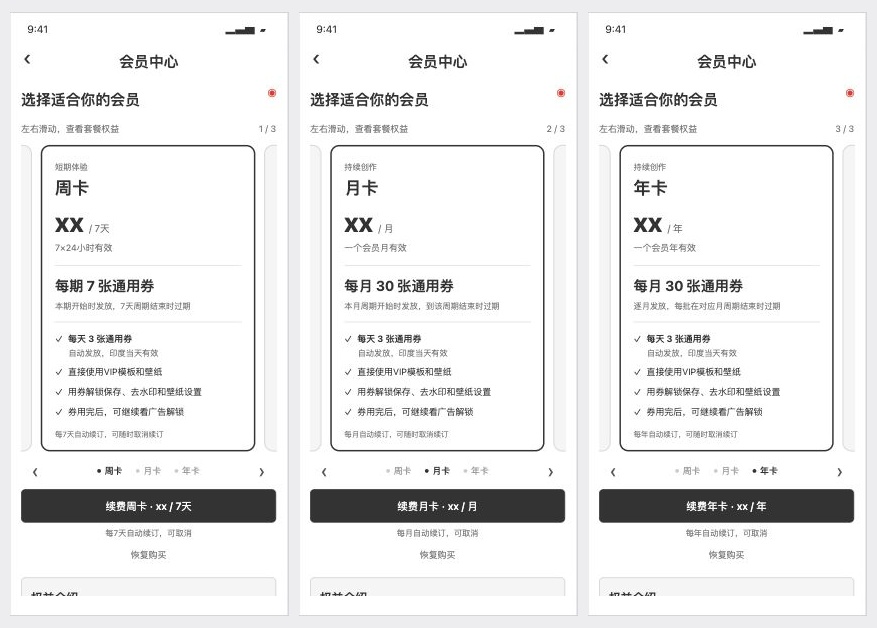 9:41
会员中心
选择适合你的会员
左右滑动，查看套餐权益 1 / 3
短期体验
周卡
XX / 7天
7×24小时有效
每期 7 张通用券
本期开始时发放，7天周期结束时过期
每天 3 张通用券
自动发放，印度当天有效
直接使用VIP模板和壁纸
用券解锁保存、去水印和壁纸设置
券用完后，可继续看广告解锁
每7天自动续订，可随时取消续订
周卡 月卡 年卡
续费周卡 · xx / 7天
每7天自动续订，可取消
恢复购买
权益介绍
9:41
会员中心
选择适合你的会员
左右滑动，查看套餐权益 2 / 3
持续创作
月卡
XX / 月
一个会员月有效
每月 30 张通用券
本月周期开始时发放，到该周期结束时过期
每天 3 张通用券
自动发放，印度当天有效
直接使用VIP模板和壁纸
用券解锁保存、去水印和壁纸设置
券用完后，可继续看广告解锁
每月自动续订，可随时取消续订
周卡 月卡 年卡
续费月卡 · xx / 月
每月自动续订，可取消
恢复购买
权益介绍
9:41
会员中心
选择适合你的会员
左右滑动，查看套餐权益 3 / 3
持续创作
年卡
XX / 年
一个会员年有效
每月 30 张通用券
逐月发放，每批在对应月周期结束时过期
每天 3 张通用券
自动发放，印度当天有效
直接使用VIP模板和壁纸
用券解锁保存、去水印和壁纸设置
券用完后，可继续看广告解锁
每年自动续订，可随时取消续订
周卡 月卡 年卡
续费年卡 · xx / 年
每年自动续订，可取消
恢复购买
权益介绍